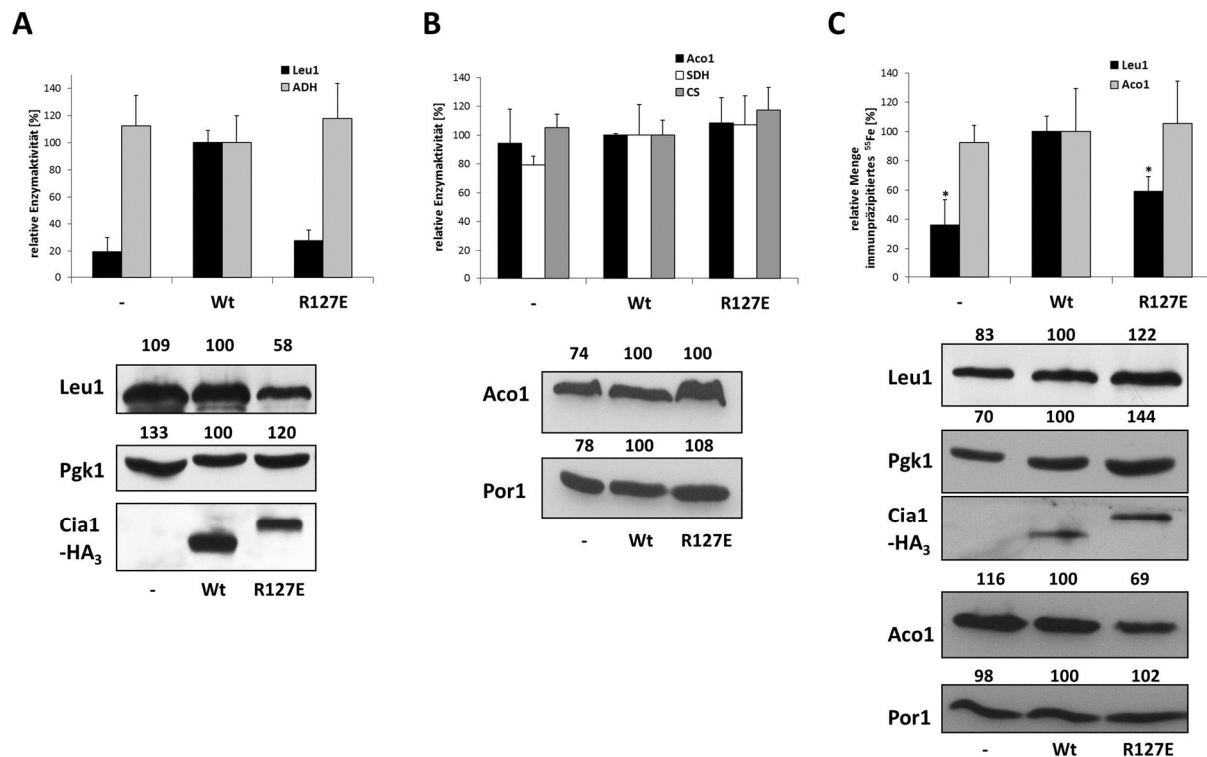 A
Leu1
ADH
relative Enzymaktivität [%]
140
120
100
80
60
40
20
0
-
Wt
R127E
109 100 58
Leu1
133 100 120
Pgk1
Cia1
-HA₃
-
Wt
R127E
B
Aco1
SDH
CS
relative Enzymaktivität [%]
140
120
100
80
60
40
20
0
-
Wt
R127E
74 100 100
Aco1
78 100 108
Por1
-
Wt
R127E
C
Leu1
Aco1
relative Menge
immunpräzipitiertes ⁵⁵Fe [%]
140
120
100
80
60
40
20
0
*
*
-
Wt
R127E
83 100 122
Leu1
70 100 144
Pgk1
Cia1
-HA₃
116 100 69
Aco1
98 100 102
Por1
-
Wt
R127E